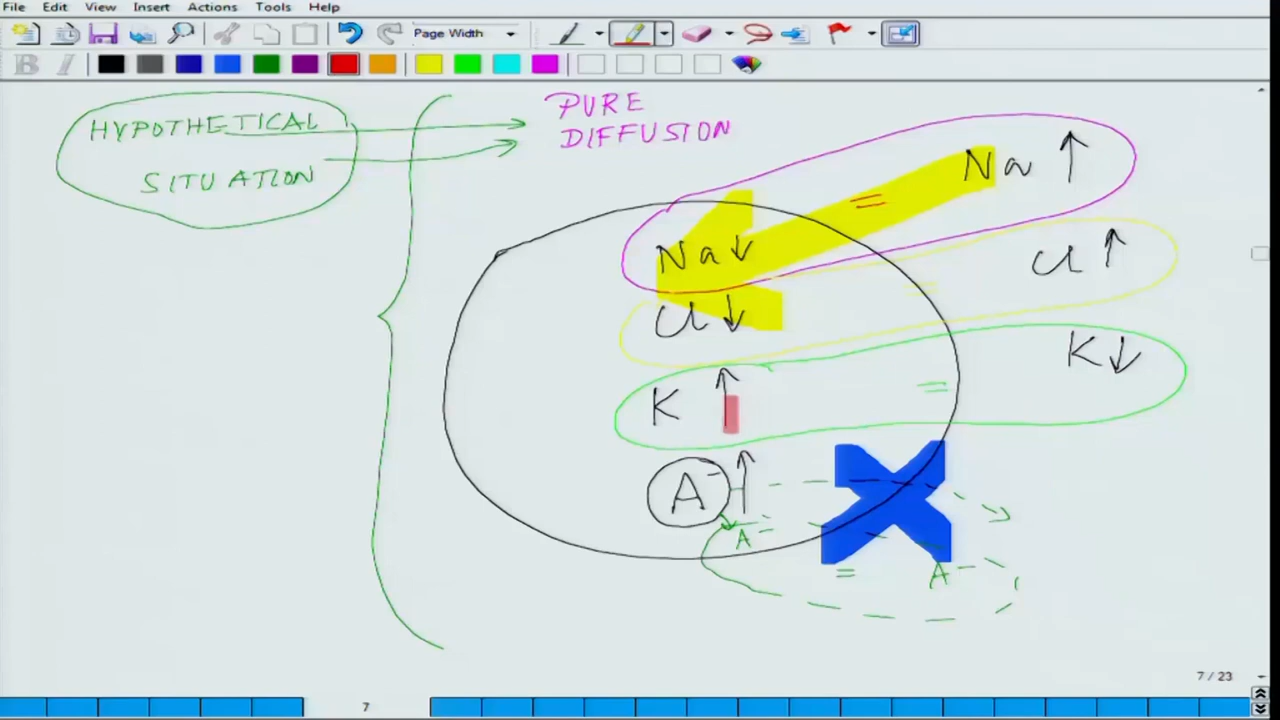 File Edit View Insert Actions Tools Help
Page Width
B I
HYPOTHETICAL
SITUATION
PURE
DIFFUSION
Na ↑
=
Na ↓
Cl ↑
=
Cl ↓
K ↓
=
K ↑
A⁻ ↑
A⁻
= A⁻
7 / 23
7